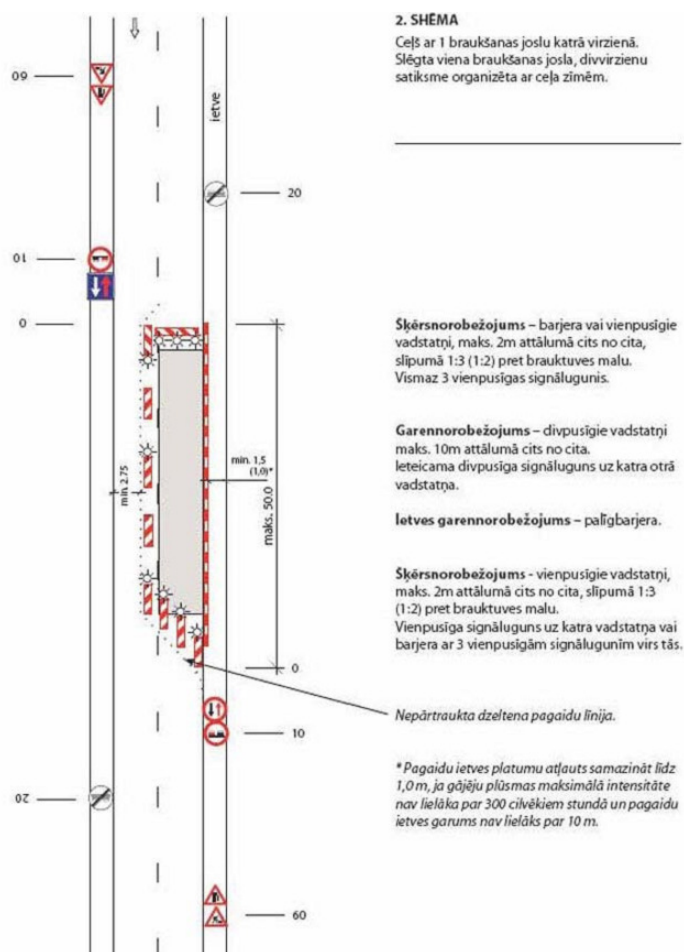 2. SHĒMA
Ceļš ar 1 braukšanas joslu katrā virzienā.
Slēgta viena braukšanas josla, divvirzienu
satiksme organizēta ar ceļa zīmēm.
60
ietve
20
10
0
Šķērsnorobežojums – barjera vai vienpusīgie
vadstatņi, maks. 2m attālumā cits no cita,
slīpumā 1:3 (1:2) pret brauktuves malu.
Vismaz 3 vienpusīgas signālugunis.
Garennorobežojums – divpusīgie vadstatņi
maks. 10m attālumā cits no cita.
Ieteicama divpusīga signāluguns uz katra otrā
vadstatņa.
min. 2.75
min. 1,5
(1,0)*
maks. 50.0
Ietves garennorobežojums – palīgbarjera.
Šķērsnorobežojums - vienpusīgie vadstatņi,
maks. 2m attālumā cits no cita, slīpumā 1:3
(1:2) pret brauktuves malu.
Vienpusīga signāluguns uz katra vadstatņa vai
barjera ar 3 vienpusīgām signālugunīm virs tās.
0
Nepārtraukta dzeltena pagaidu līnija.
10
* Pagaidu ietves platumu atļauts samazināt līdz
1,0 m, ja gājēju plūsmas maksimālā intensitāte
nav lielāka par 300 cilvēkiem stundā un pagaidu
ietves garums nav lielāks par 10 m.
20
60